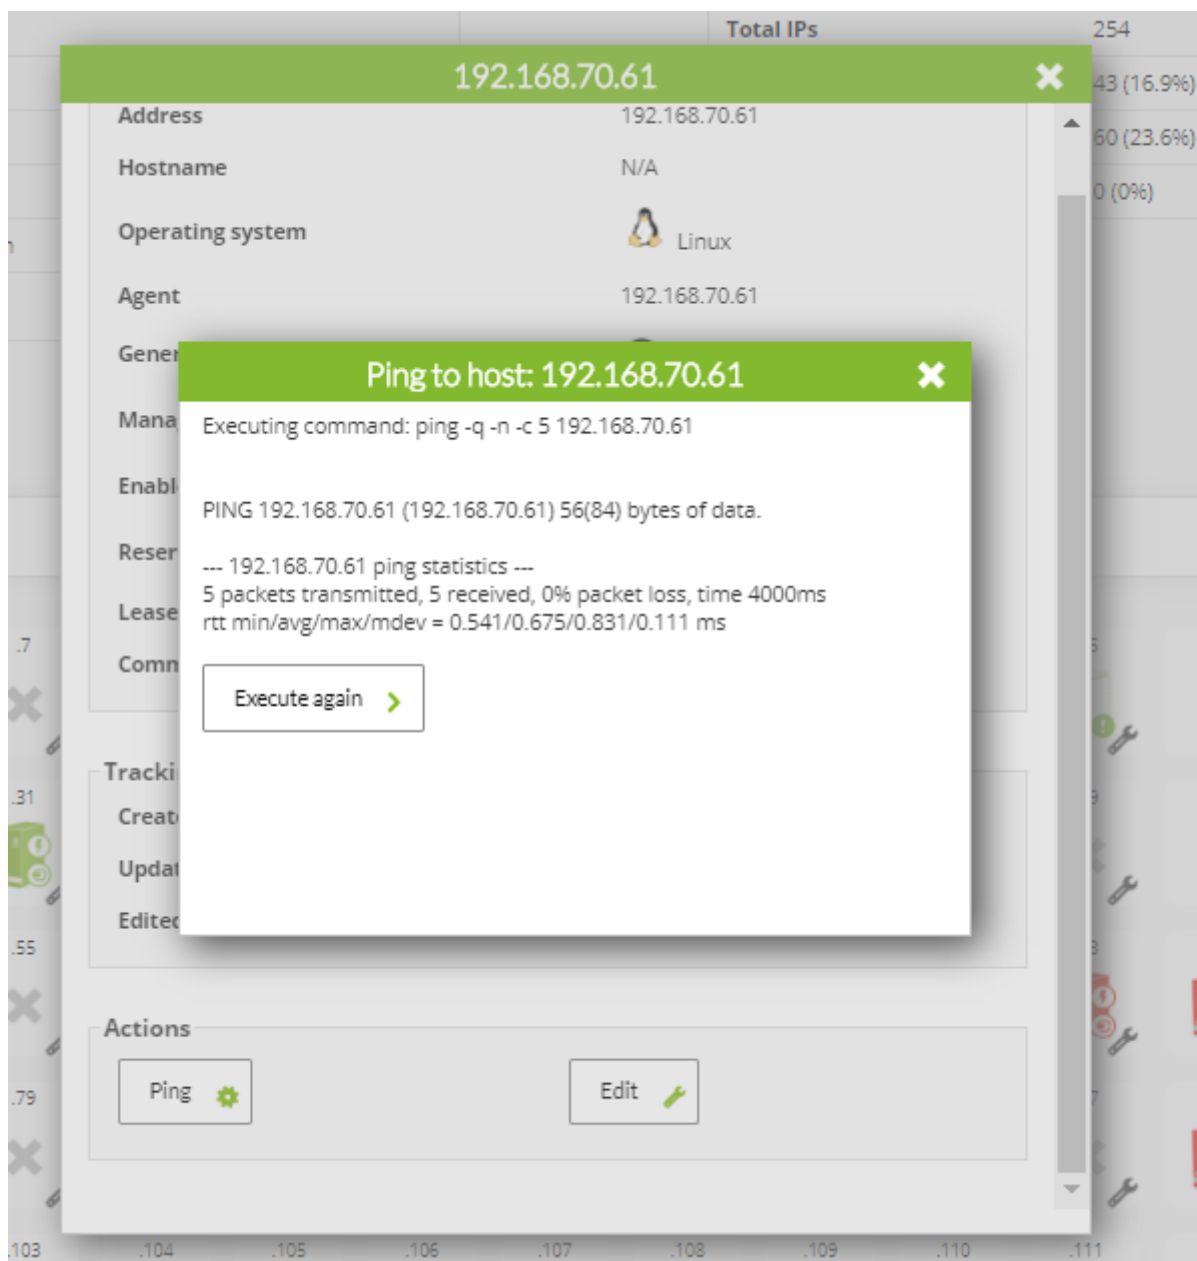 Total IPs 254
192.168.70.61
43 (16.9%)
Address 192.168.70.61
60 (23.6%)
Hostname N/A
0 (0%)
Operating system Linux
Agent 192.168.70.61
Ping to host: 192.168.70.61
Executing command: ping -q -n -c 5 192.168.70.61
PING 192.168.70.61 (192.168.70.61) 56(84) bytes of data.
--- 192.168.70.61 ping statistics ---
5 packets transmitted, 5 received, 0% packet loss, time 4000ms
rtt min/avg/max/mdev = 0.541/0.675/0.831/0.111 ms
Lease
.7
Execute again
.31
.55
Actions
Ping Edit
.79
.103 .104 .105 .106 .107 .108 .109 .110 .111